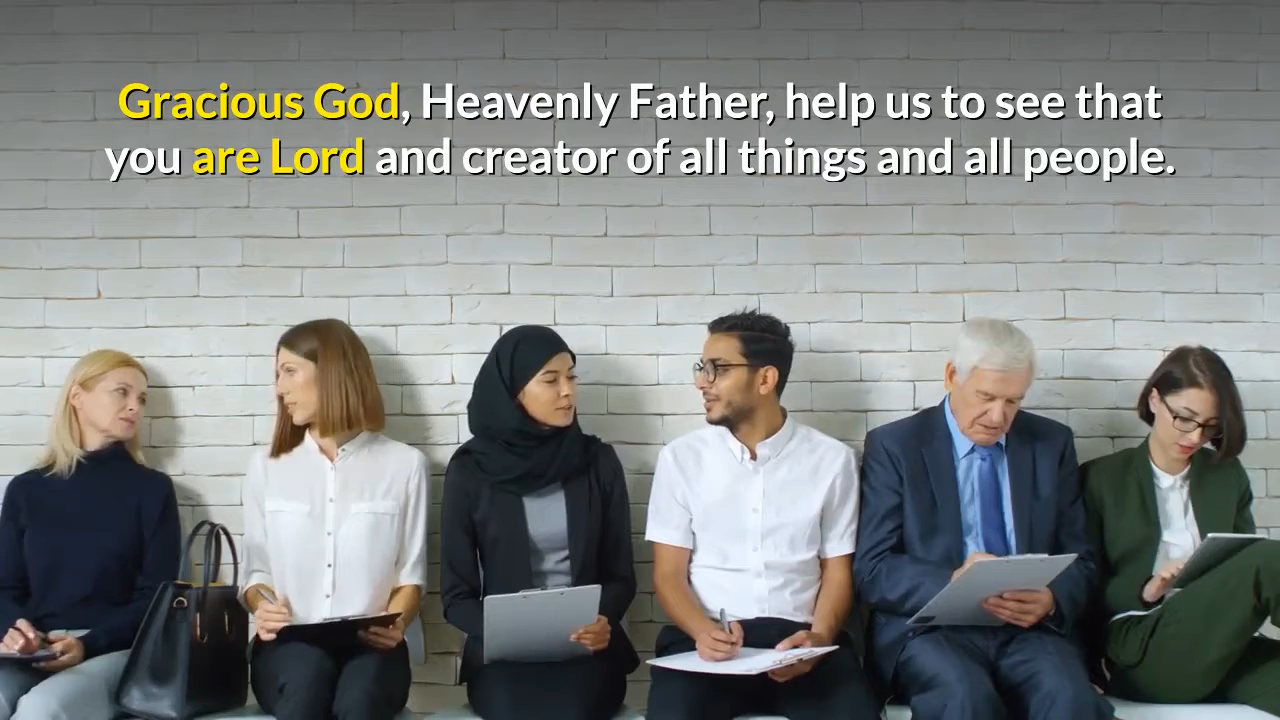 Gracious God, Heavenly Father, help us to see that
you are Lord and creator of all things and all people.